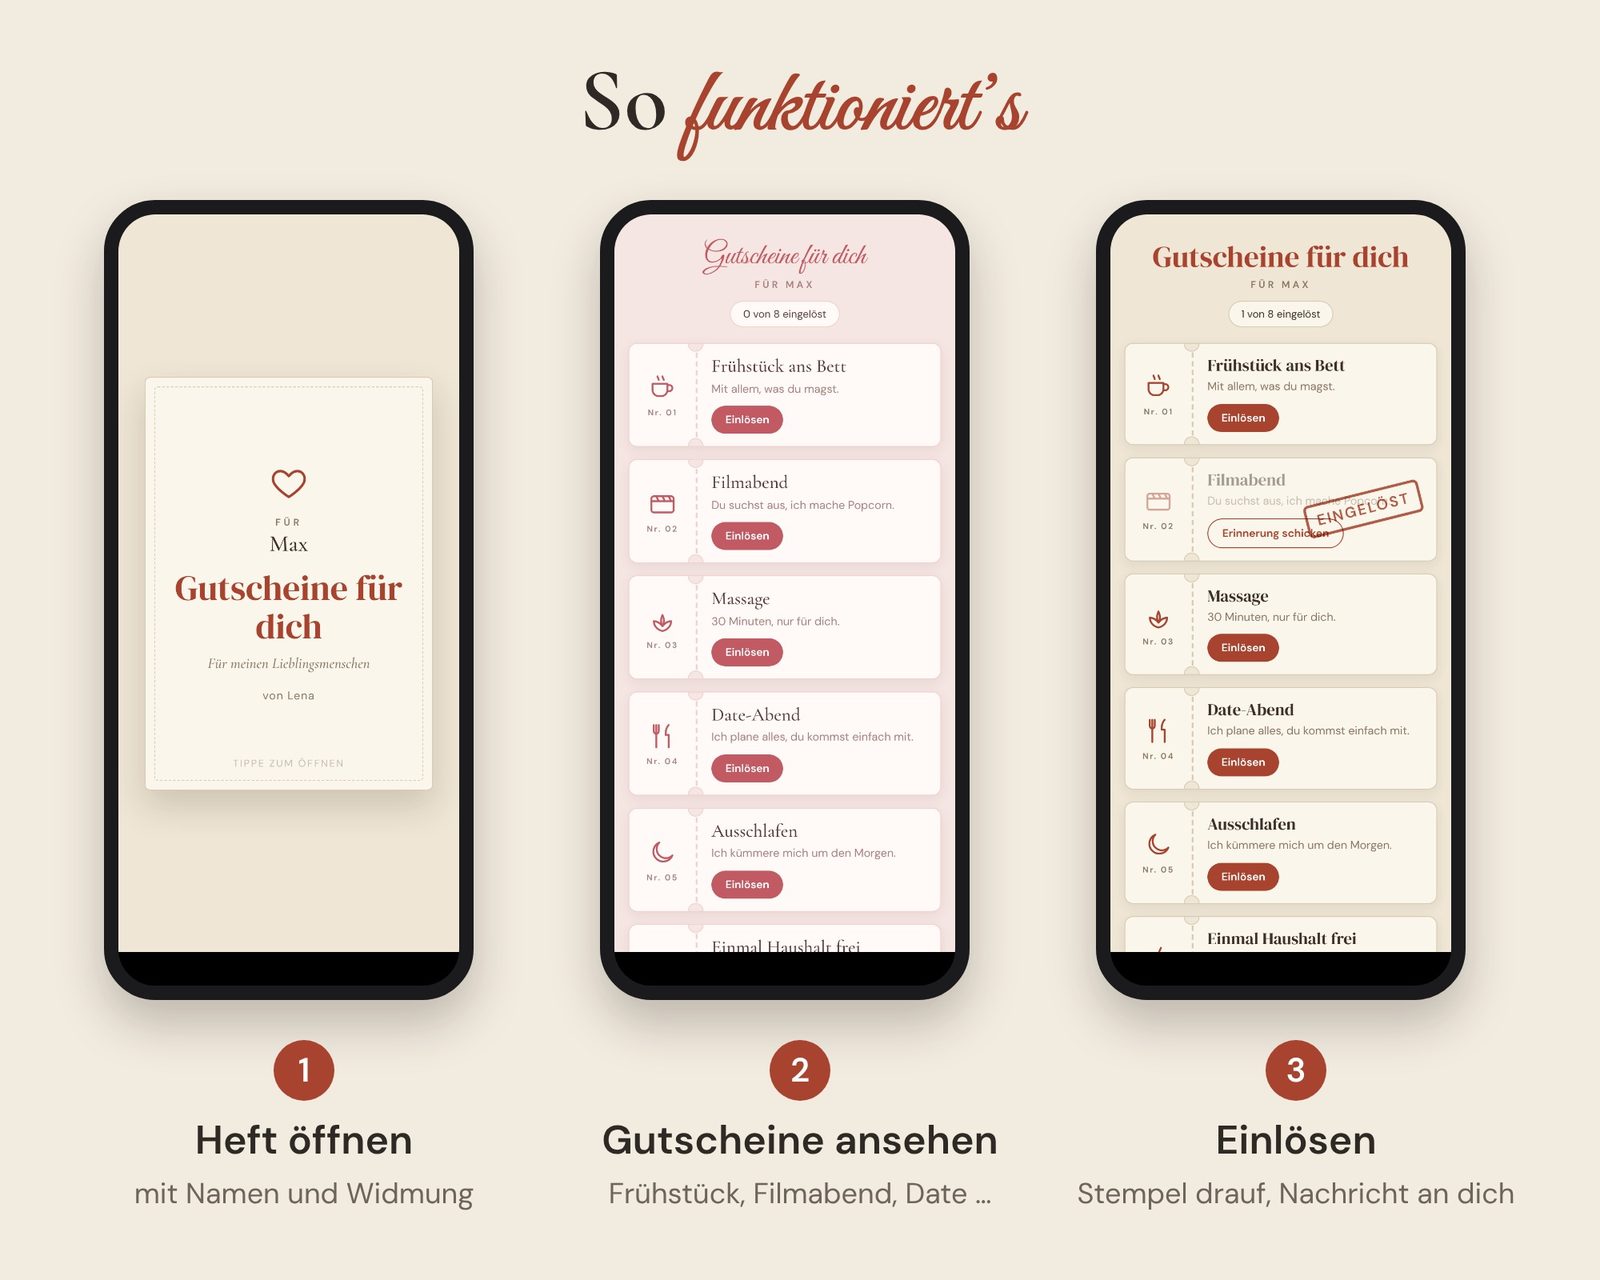 So funktioniert's
FÜR
Max
Gutscheine für
dich
Für meinen Lieblingsmenschen
von Lena
TIPPE ZUM ÖFFNEN
Gutscheine für dich
FÜR MAX
0 von 8 eingelöst
Frühstück ans Bett
Mit allem, was du magst.
Nr. 01
Einlösen
Filmabend
Du suchst aus, ich mache Popcorn.
Nr. 02
Einlösen
Massage
30 Minuten, nur für dich.
Nr. 03
Einlösen
Date-Abend
Ich plane alles, du kommst einfach mit.
Nr. 04
Einlösen
Ausschlafen
Ich kümmere mich um den Morgen.
Nr. 05
Einlösen
Einmal Haushalt frei
Gutscheine für dich
FÜR MAX
1 von 8 eingelöst
Frühstück ans Bett
Mit allem, was du magst.
Nr. 01
Einlösen
Filmabend
Du suchst aus, ich mache Popcorn.
EINGELÖST
Nr. 02
Erinnerung schicken
Massage
30 Minuten, nur für dich.
Nr. 03
Einlösen
Date-Abend
Ich plane alles, du kommst einfach mit.
Nr. 04
Einlösen
Ausschlafen
Ich kümmere mich um den Morgen.
Nr. 05
Einlösen
Einmal Haushalt frei
1
Heft öffnen
mit Namen und Widmung
2
Gutscheine ansehen
Frühstück, Filmabend, Date ...
3
Einlösen
Stempel drauf, Nachricht an dich